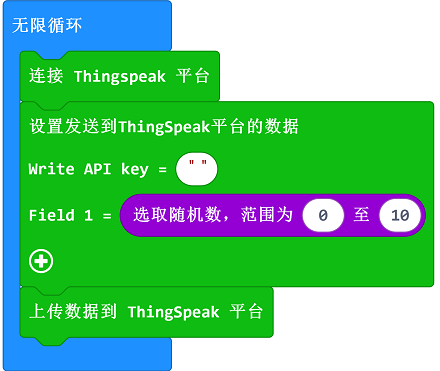 无限循环
连接 Thingspeak 平台
设置发送到ThingSpeak平台的数据
Write API key = " "
Field 1 = 选取随机数，范围为 0 至 10
上传数据到 ThingSpeak 平台